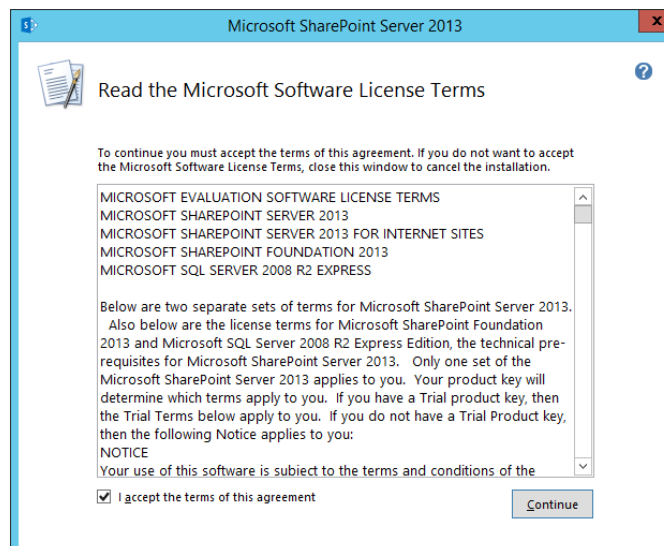 Microsoft SharePoint Server 2013
Read the Microsoft Software License Terms
To continue you must accept the terms of this agreement. If you do not want to accept
the Microsoft Software License Terms, close this window to cancel the installation.
MICROSOFT EVALUATION SOFTWARE LICENSE TERMS
MICROSOFT SHAREPOINT SERVER 2013
MICROSOFT SHAREPOINT SERVER 2013 FOR INTERNET SITES
MICROSOFT SHAREPOINT FOUNDATION 2013
MICROSOFT SQL SERVER 2008 R2 EXPRESS
Below are two separate sets of terms for Microsoft SharePoint Server 2013.
Also below are the license terms for Microsoft SharePoint Foundation
2013 and Microsoft SQL Server 2008 R2 Express Edition, the technical pre-
requisites for Microsoft SharePoint Server 2013. Only one set of the
Microsoft SharePoint Server 2013 applies to you. Your product key will
determine which terms apply to you. If you have a Trial product key, then
the Trial Terms below apply to you. If you do not have a Trial Product key,
then the following Notice applies to you:
NOTICE
Your use of this software is subject to the terms and conditions of the
I accept the terms of this agreement
Continue